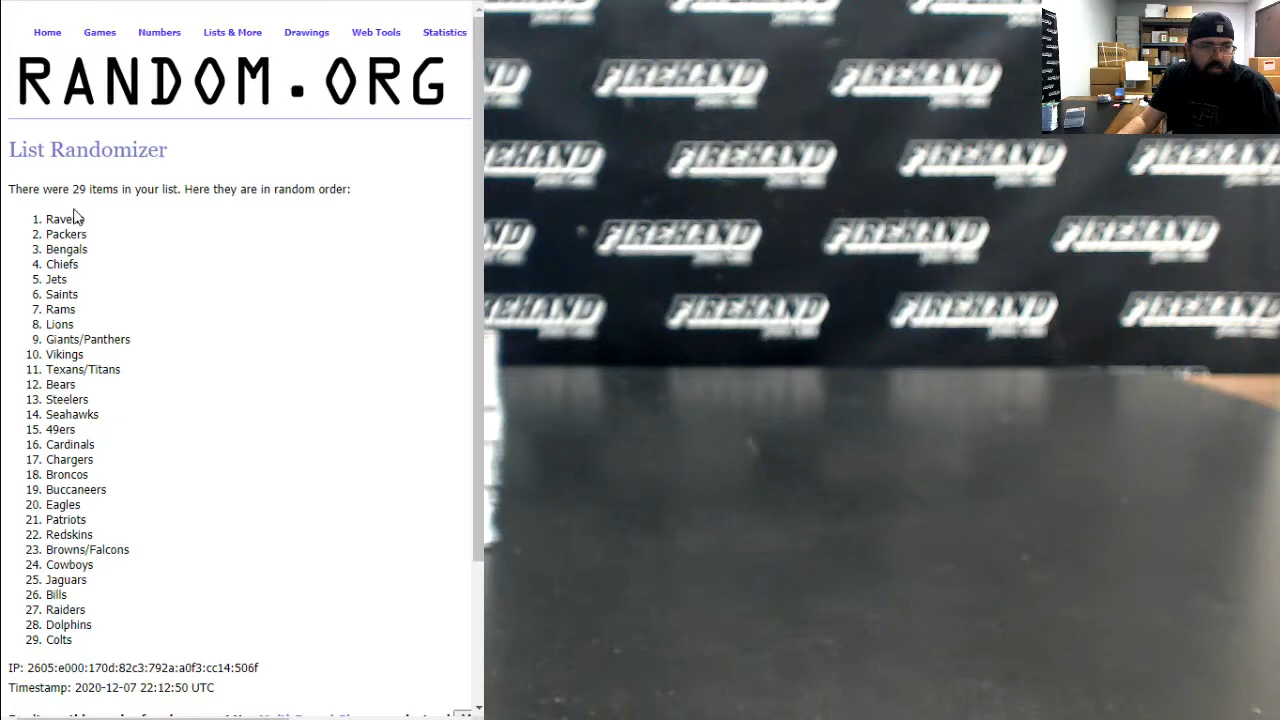 Home Games Numbers Lists & More Drawings Web Tools Statistics
RANDOM.ORG
List Randomizer
There were 29 items in your list. Here they are in random order:
1. Ravens
2. Packers
3. Bengals
4. Chiefs
5. Jets
6. Saints
7. Rams
8. Lions
9. Giants/Panthers
10. Vikings
11. Texans/Titans
12. Bears
13. Steelers
14. Seahawks
15. 49ers
16. Cardinals
17. Chargers
18. Broncos
19. Buccaneers
20. Eagles
21. Patriots
22. Redskins
23. Browns/Falcons
24. Cowboys
25. Jaguars
26. Bills
27. Raiders
28. Dolphins
29. Colts
IP: 2605:e000:170d:82c3:792a:a0f3:cc14:506f
Timestamp: 2020-12-07 22:12:50 UTC
FIREHAND FIREHAND
FIREHAND FIREHAND
FIREHAND FIREHAND
FIREHAND FIREHAND